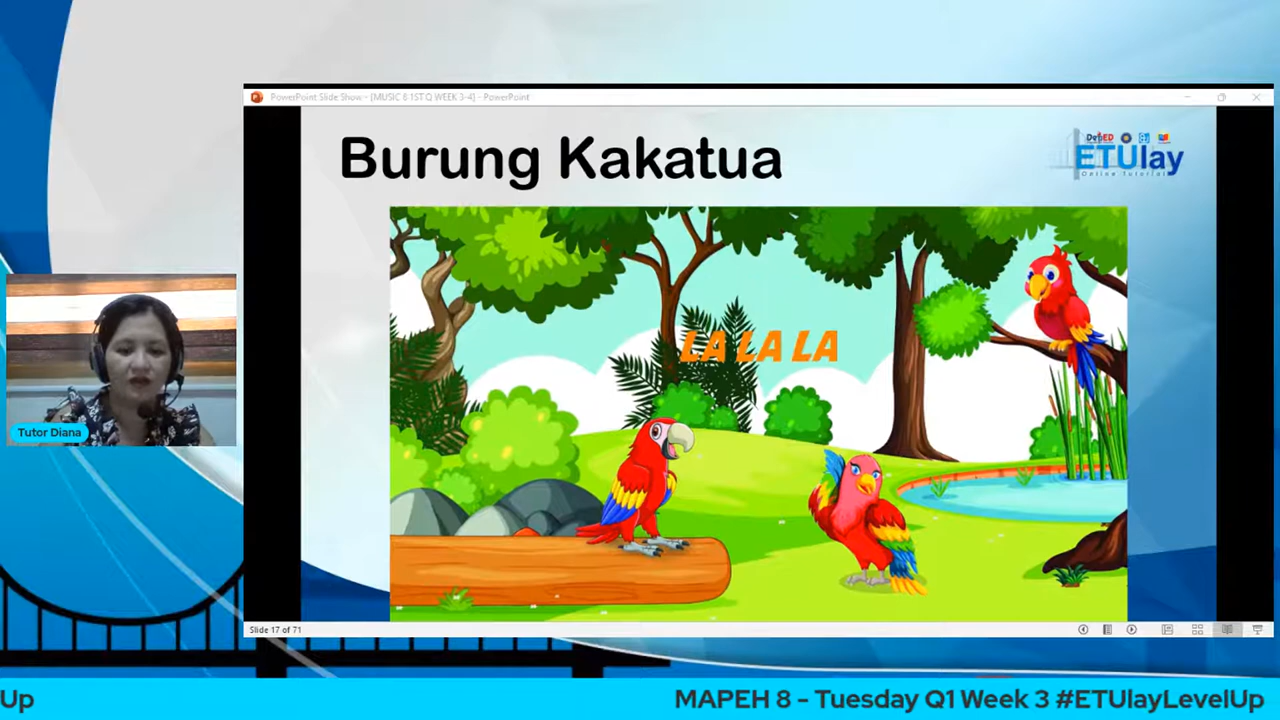 PowerPoint Slide Show - [MUSIC 8 1ST Q WEEK 3-4] - PowerPoint
Burung Kakatua
DepED
ETUlay
Online Tutorial
LA LA LA
Tutor Diana
Slide 17 of 71
Up
MAPEH 8 - Tuesday Q1 Week 3 #ETUlayLevelUp